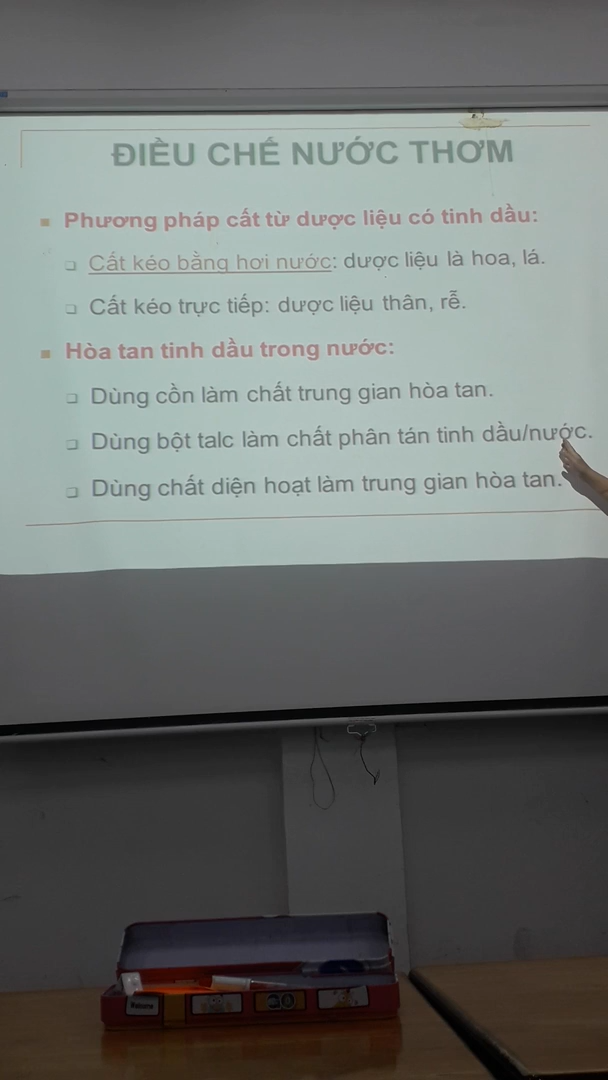 ĐIỀU CHẾ NƯỚC THƠM
Phương pháp cất từ dược liệu có tinh dầu:
Cất kéo bằng hơi nước: dược liệu là hoa, lá.
Cất kéo trực tiếp: dược liệu thân, rễ.
Hòa tan tinh dầu trong nước:
Dùng cồn làm chất trung gian hòa tan.
Dùng bột talc làm chất phân tán tinh dầu/nước.
Dùng chất diện hoạt làm trung gian hòa tan.